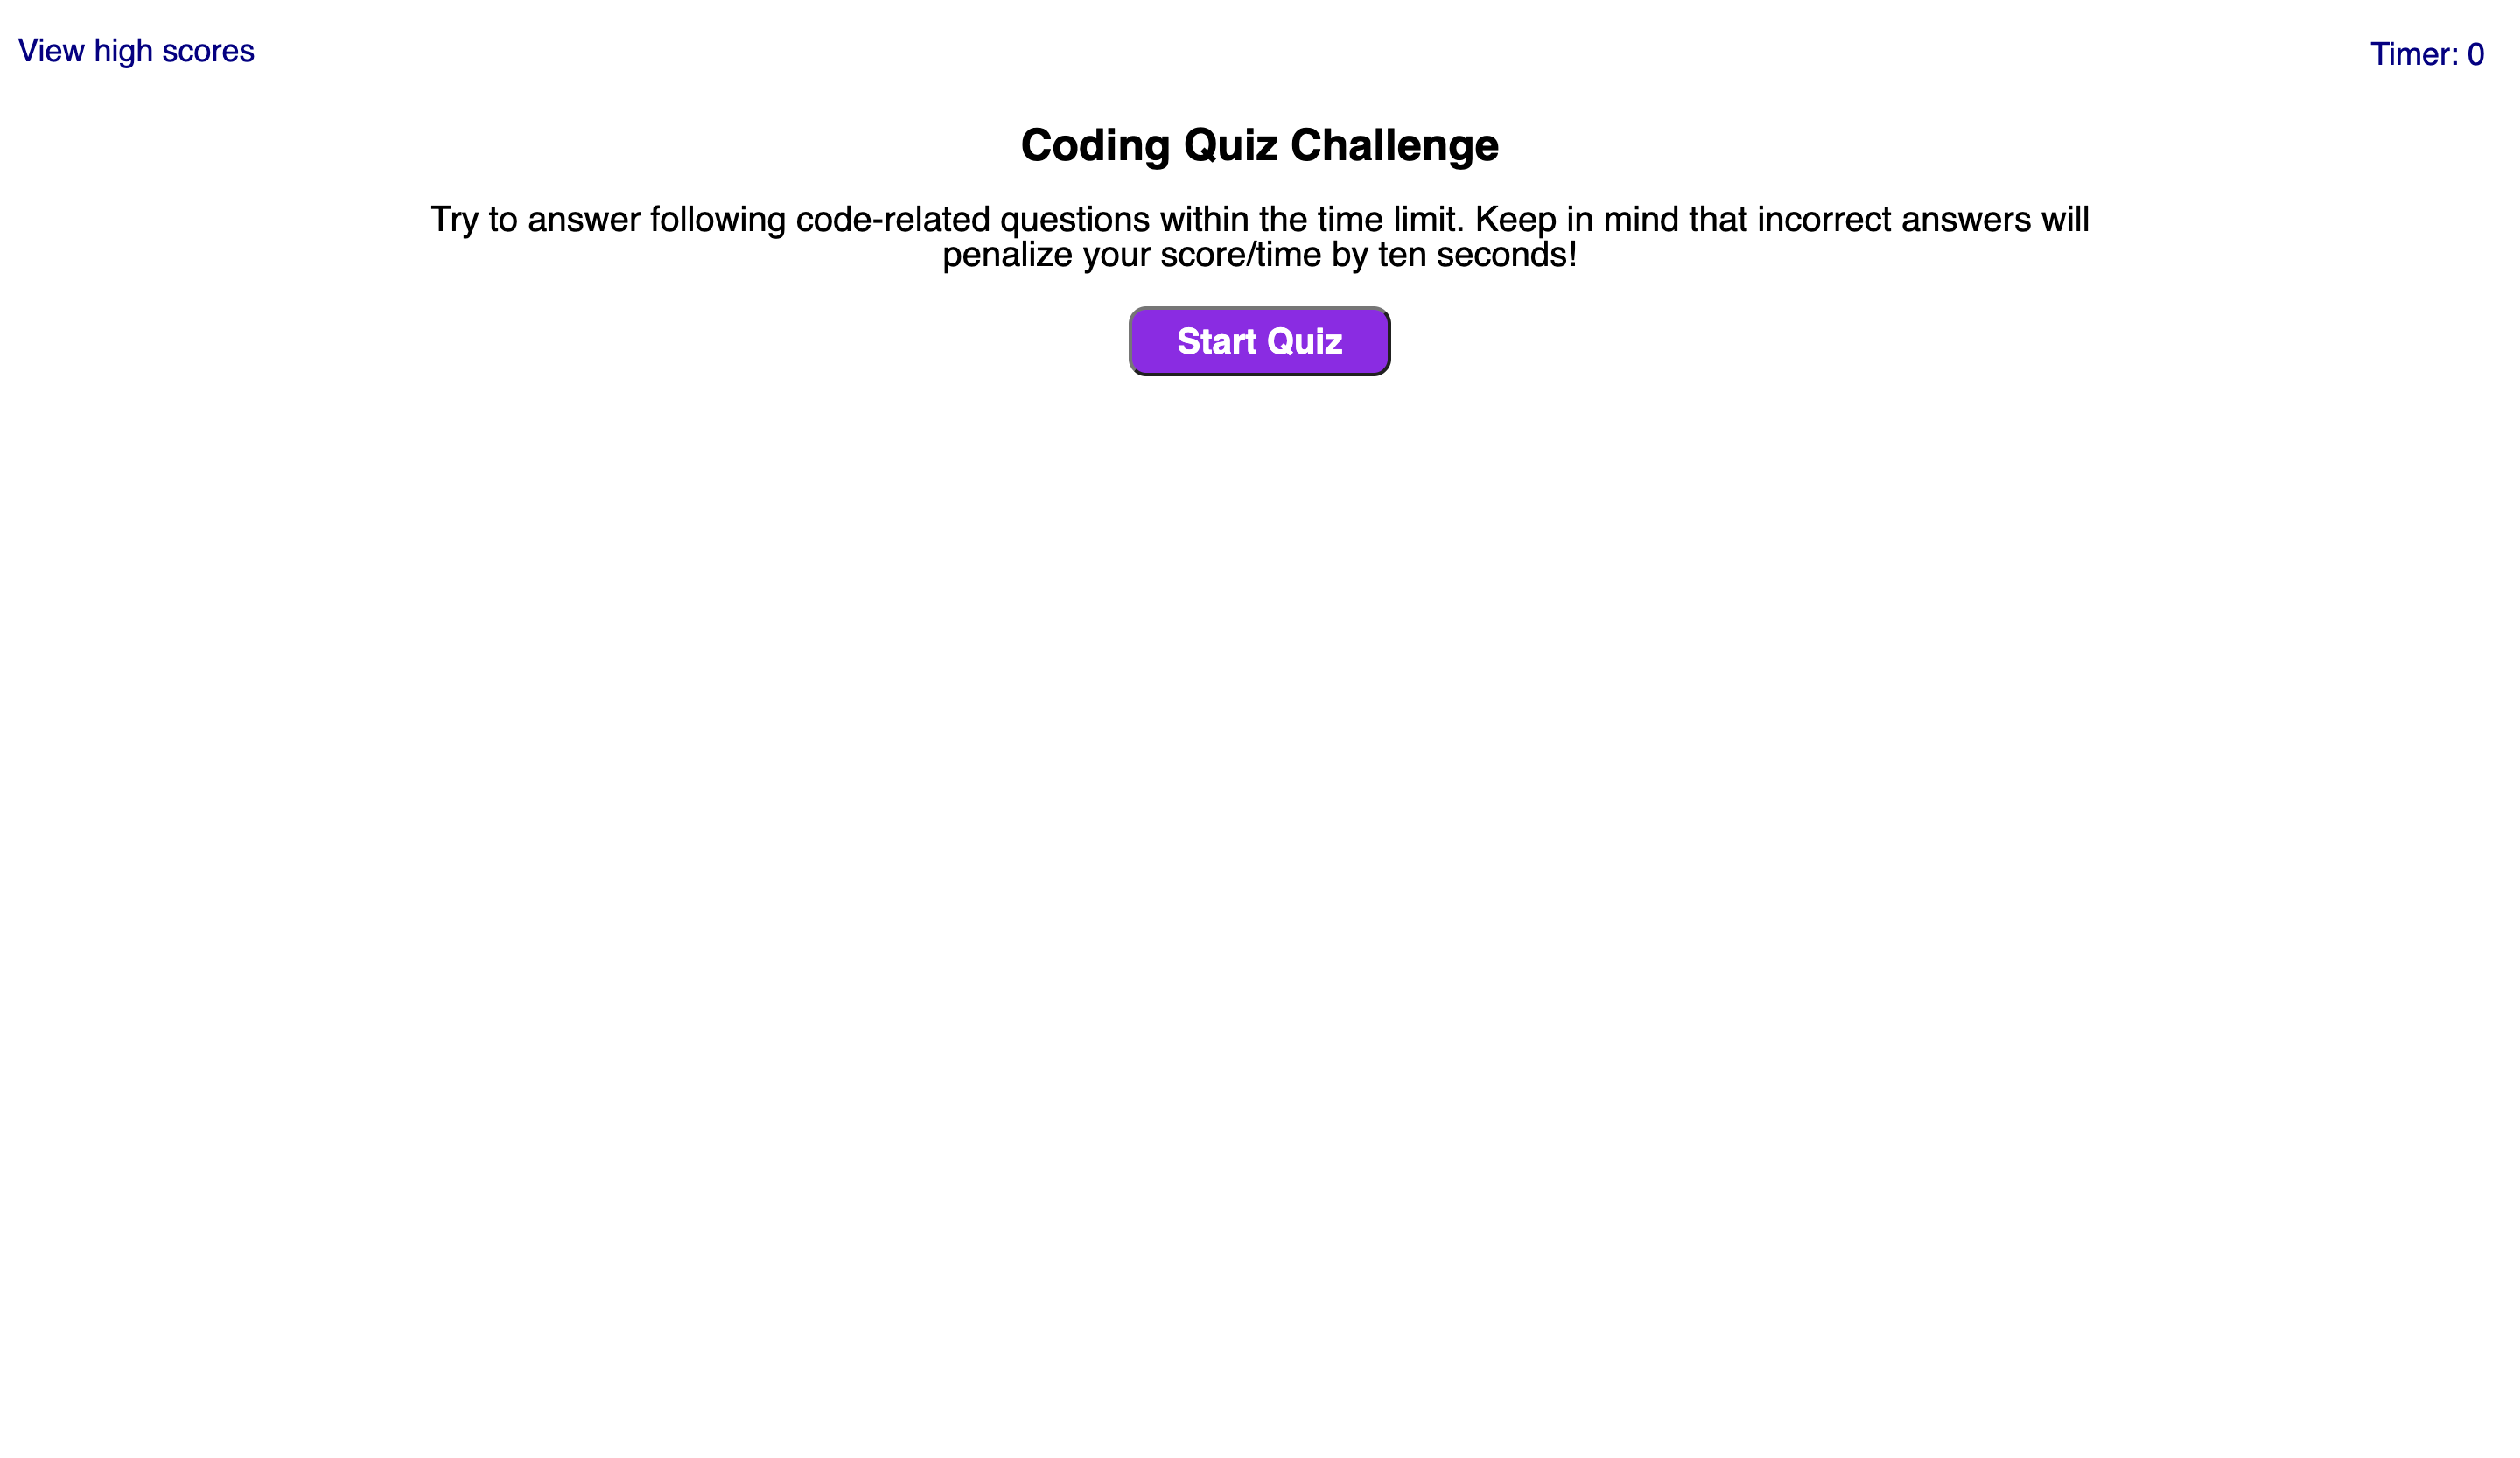 View high scores
Timer: 0
Coding Quiz Challenge
Try to answer following code-related questions within the time limit. Keep in mind that incorrect answers will
penalize your score/time by ten seconds!
Start Quiz